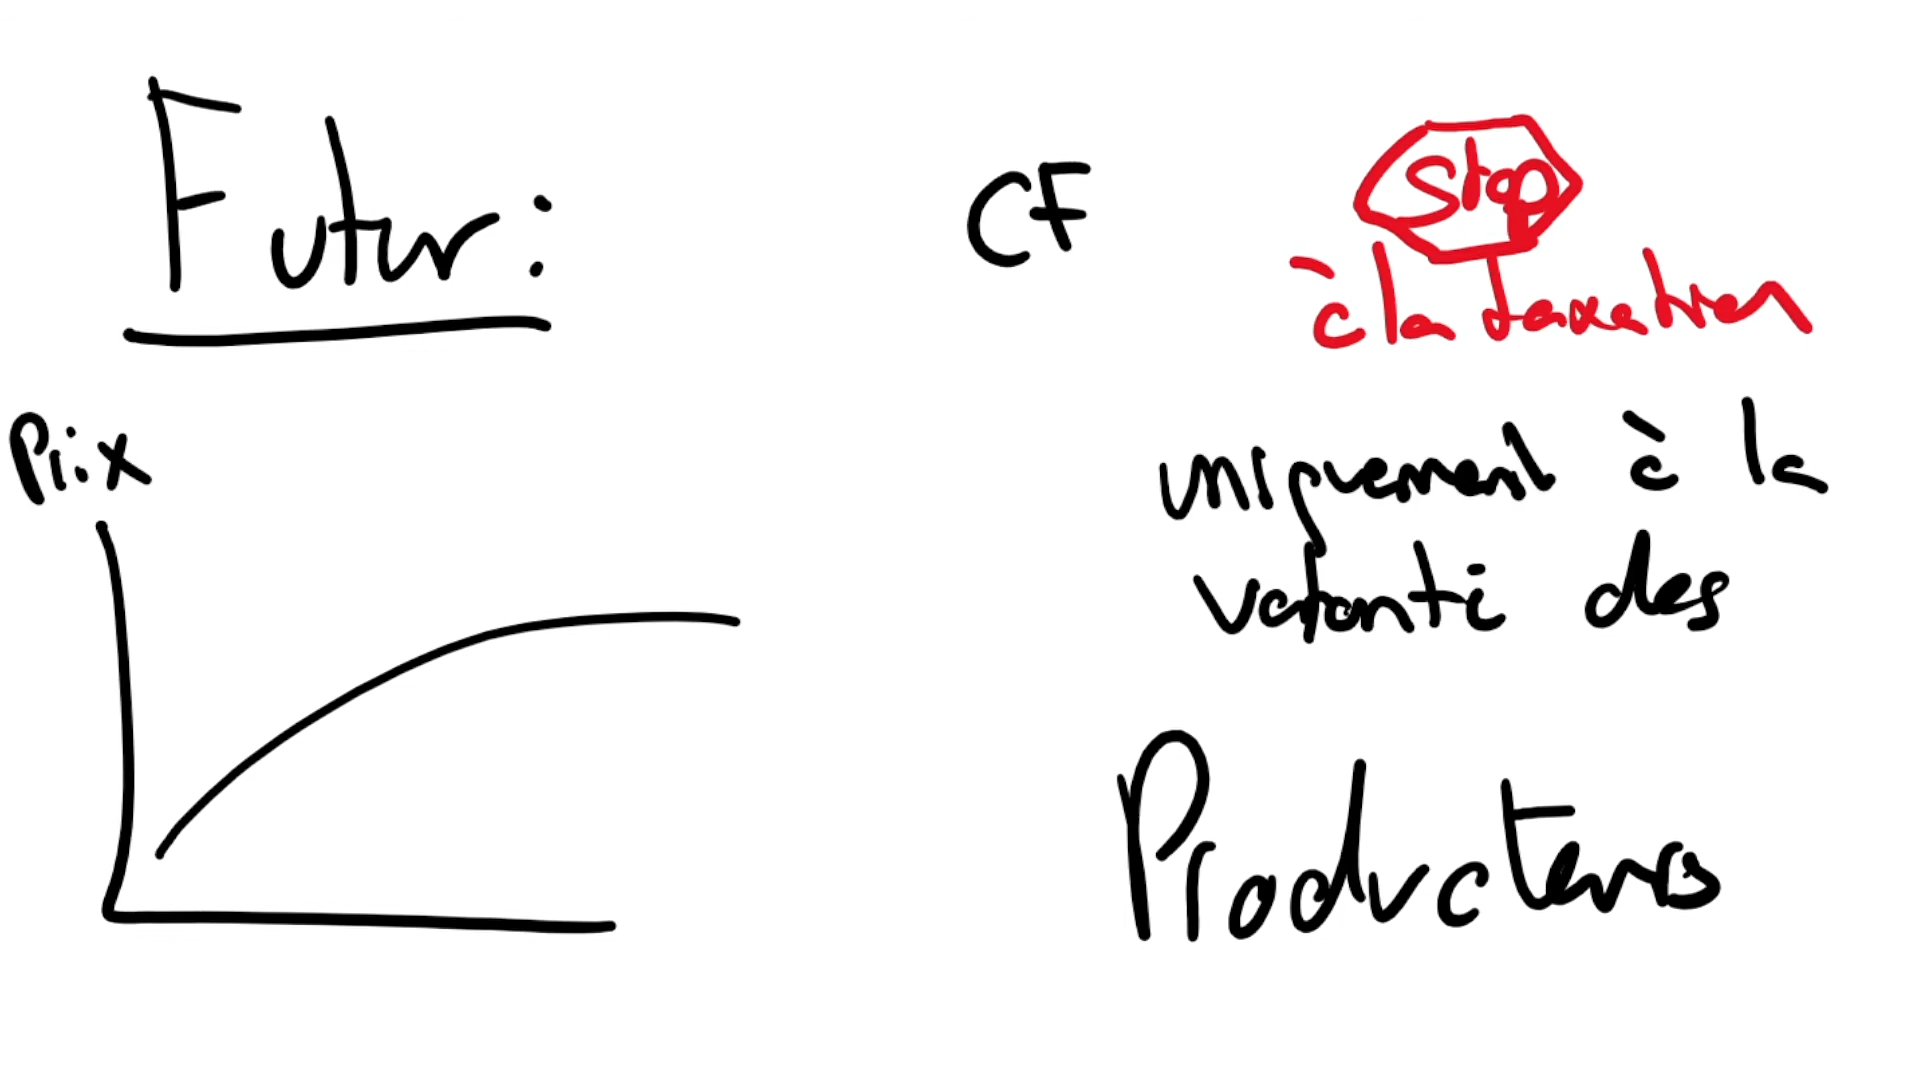 Futur:
CF
Stop
à la taxation
Prix
uniquement à la
volonté des
Producteurs